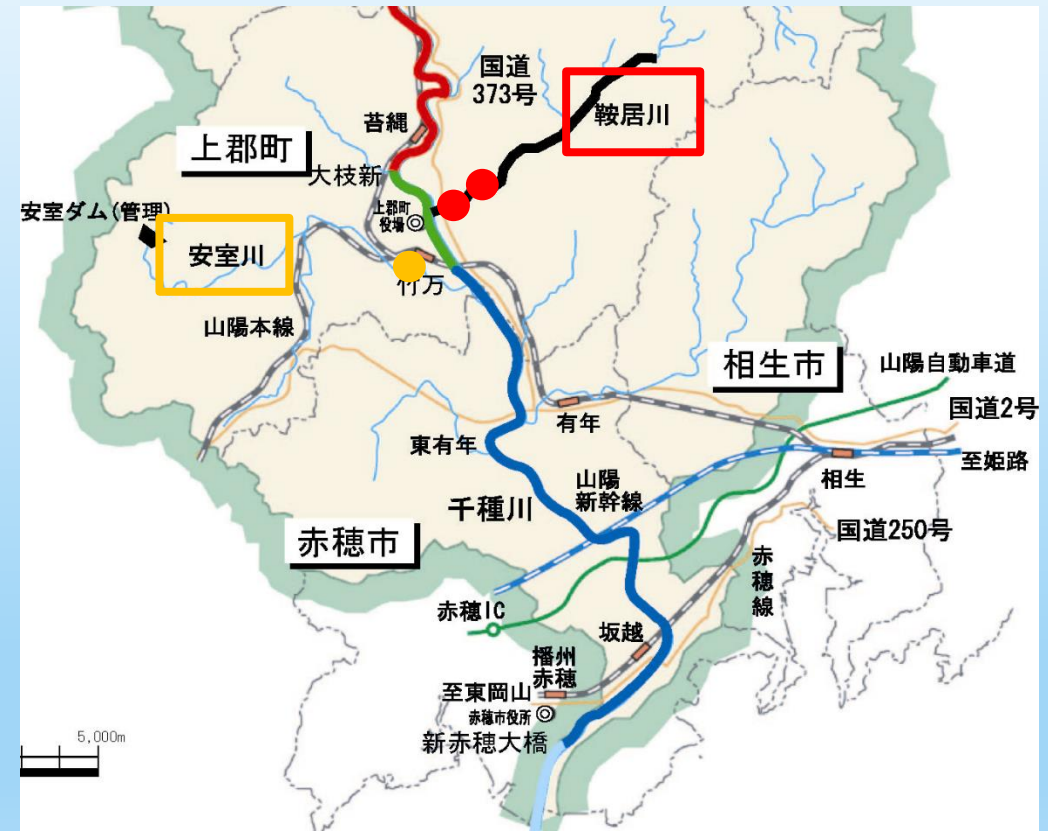 国道
373号
鞍居川
苔縄
上郡町
大枝新
上郡町
役場
安室ダム(管理)
安室川
竹万
山陽本線
相生市
山陽自動車道
国道2号
有年
東有年
至姫路
相生
山陽
新幹線
千種川
国道250号
赤穂市
赤穂線
赤穂IC
坂越
播州
赤穂
至東岡山
赤穂市役所
新赤穂大橋
5,000m